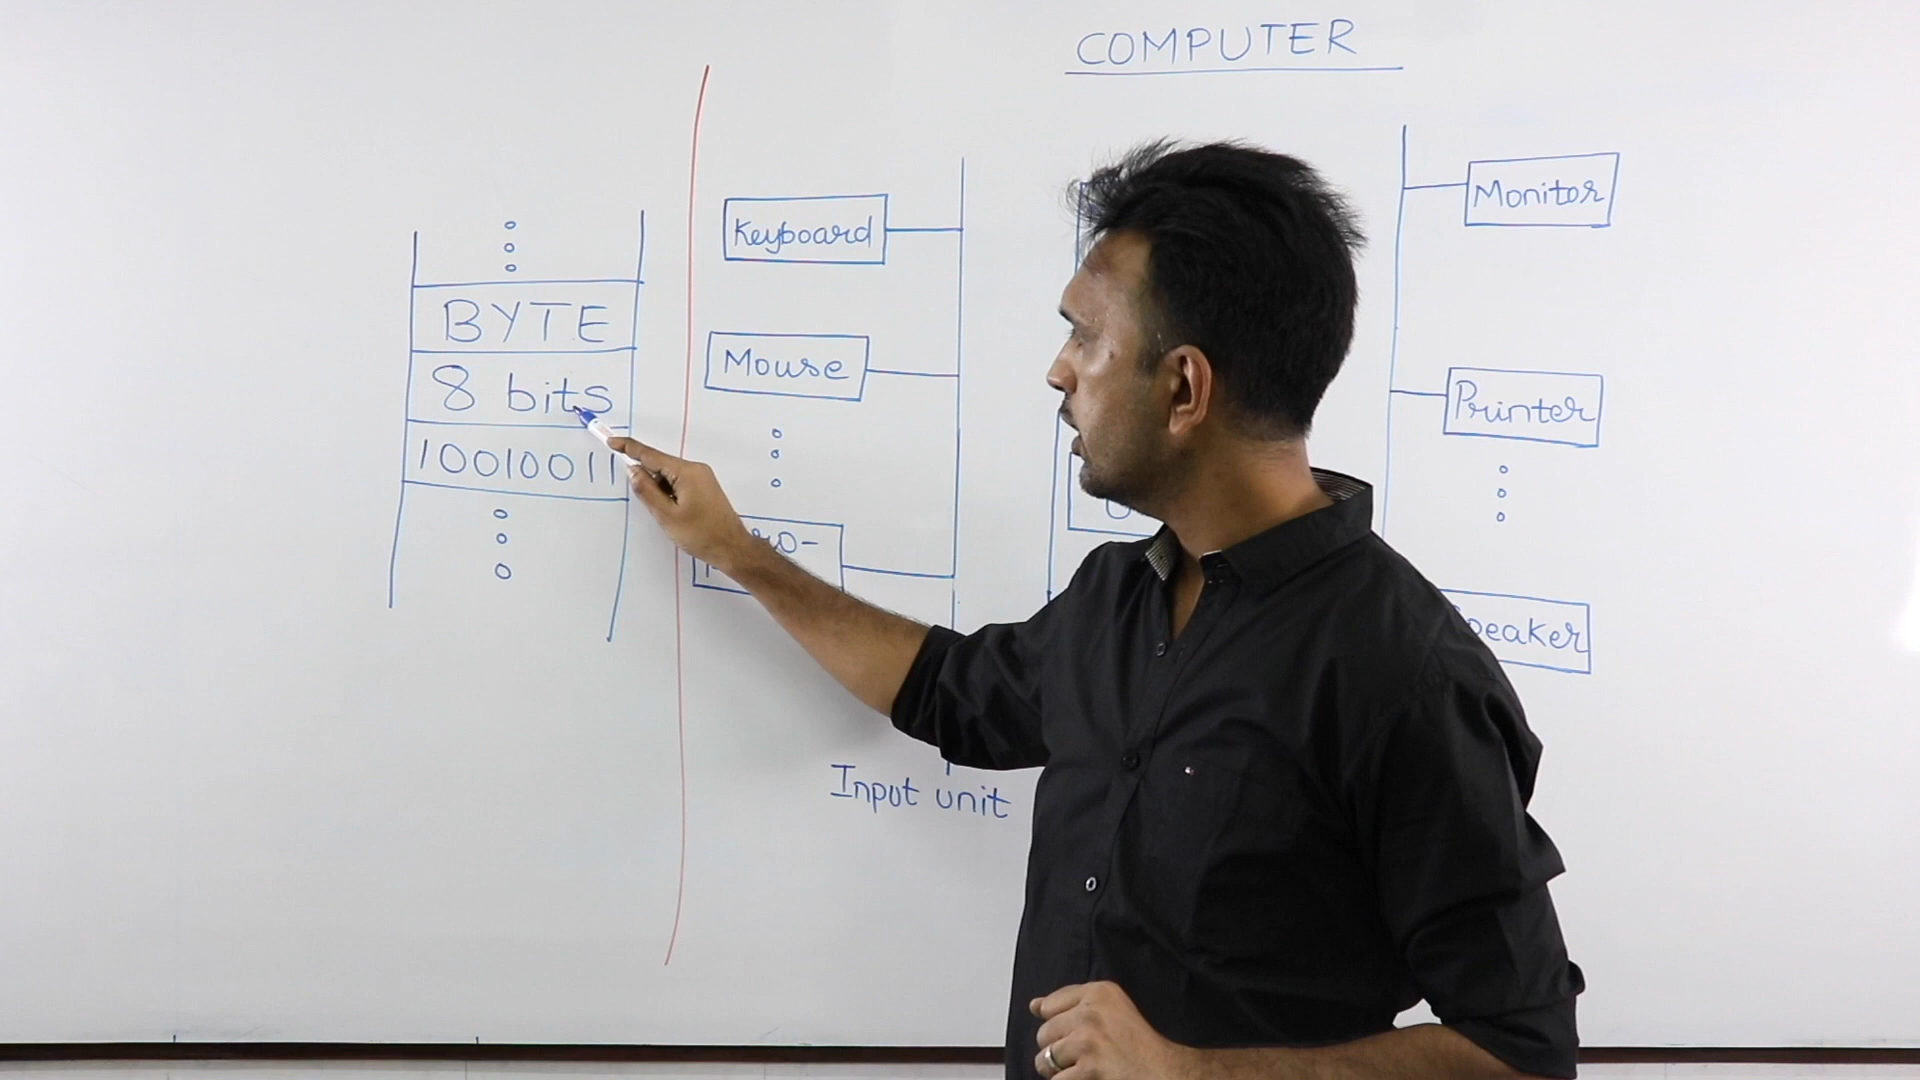 COMPUTER
BYTE
8 bits
10010011
Keyboard
Mouse
Input unit
Monitor
Printer